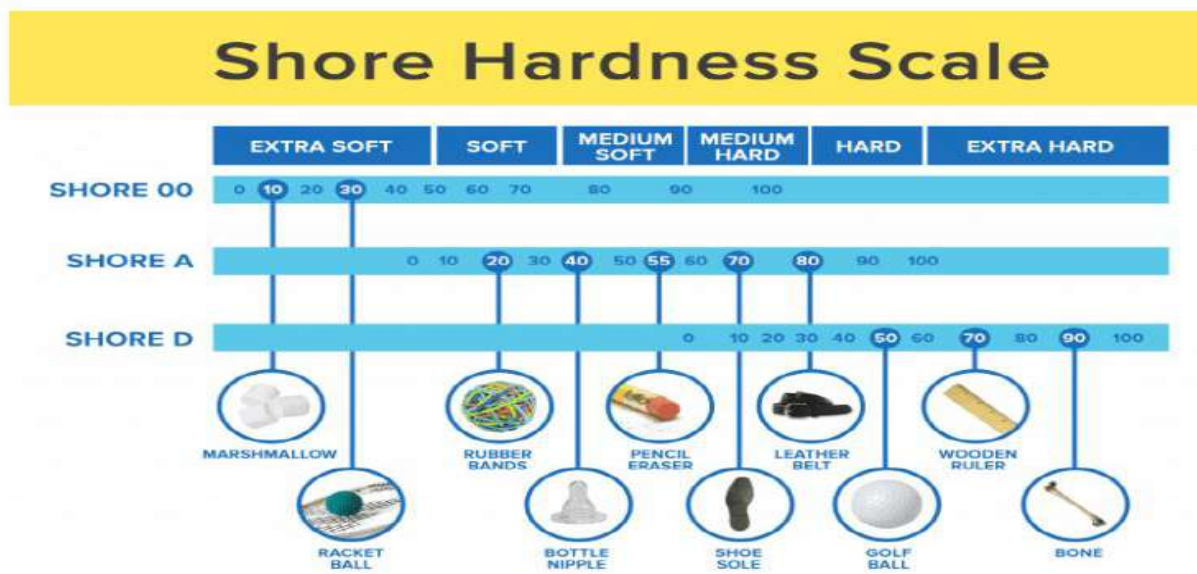 Shore Hardness Scale
EXTRA SOFT SOFT MEDIUM SOFT MEDIUM HARD HARD EXTRA HARD
SHORE 00 0 10 20 30 40 50 60 70 80 90 100
SHORE A 0 10 20 30 40 50 55 60 70 80 90 100
SHORE D 0 10 20 30 40 50 60 70 80 90 100
MARSHMALLOW
RUBBER
BANDS
PENCIL
ERASER
LEATHER
BELT
WOODEN
RULER
RACKET
BALL
BOTTLE
NIPPLE
SHOE
SOLE
GOLF
BALL
BONE